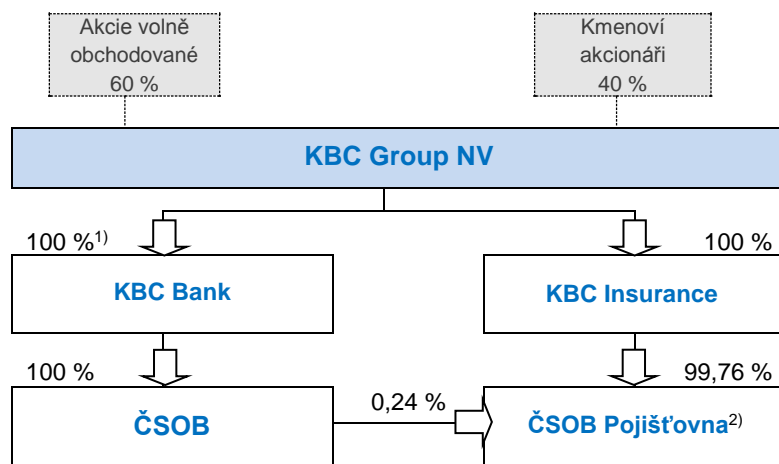 Akcie volně
obchodované
60 %
Kmenoví
akcionáři
40 %
KBC Group NV
100 %1)
100 %
KBC Bank
KBC Insurance
100 %
99,76 %
ČSOB
0,24 %
ČSOB Pojišťovna2)